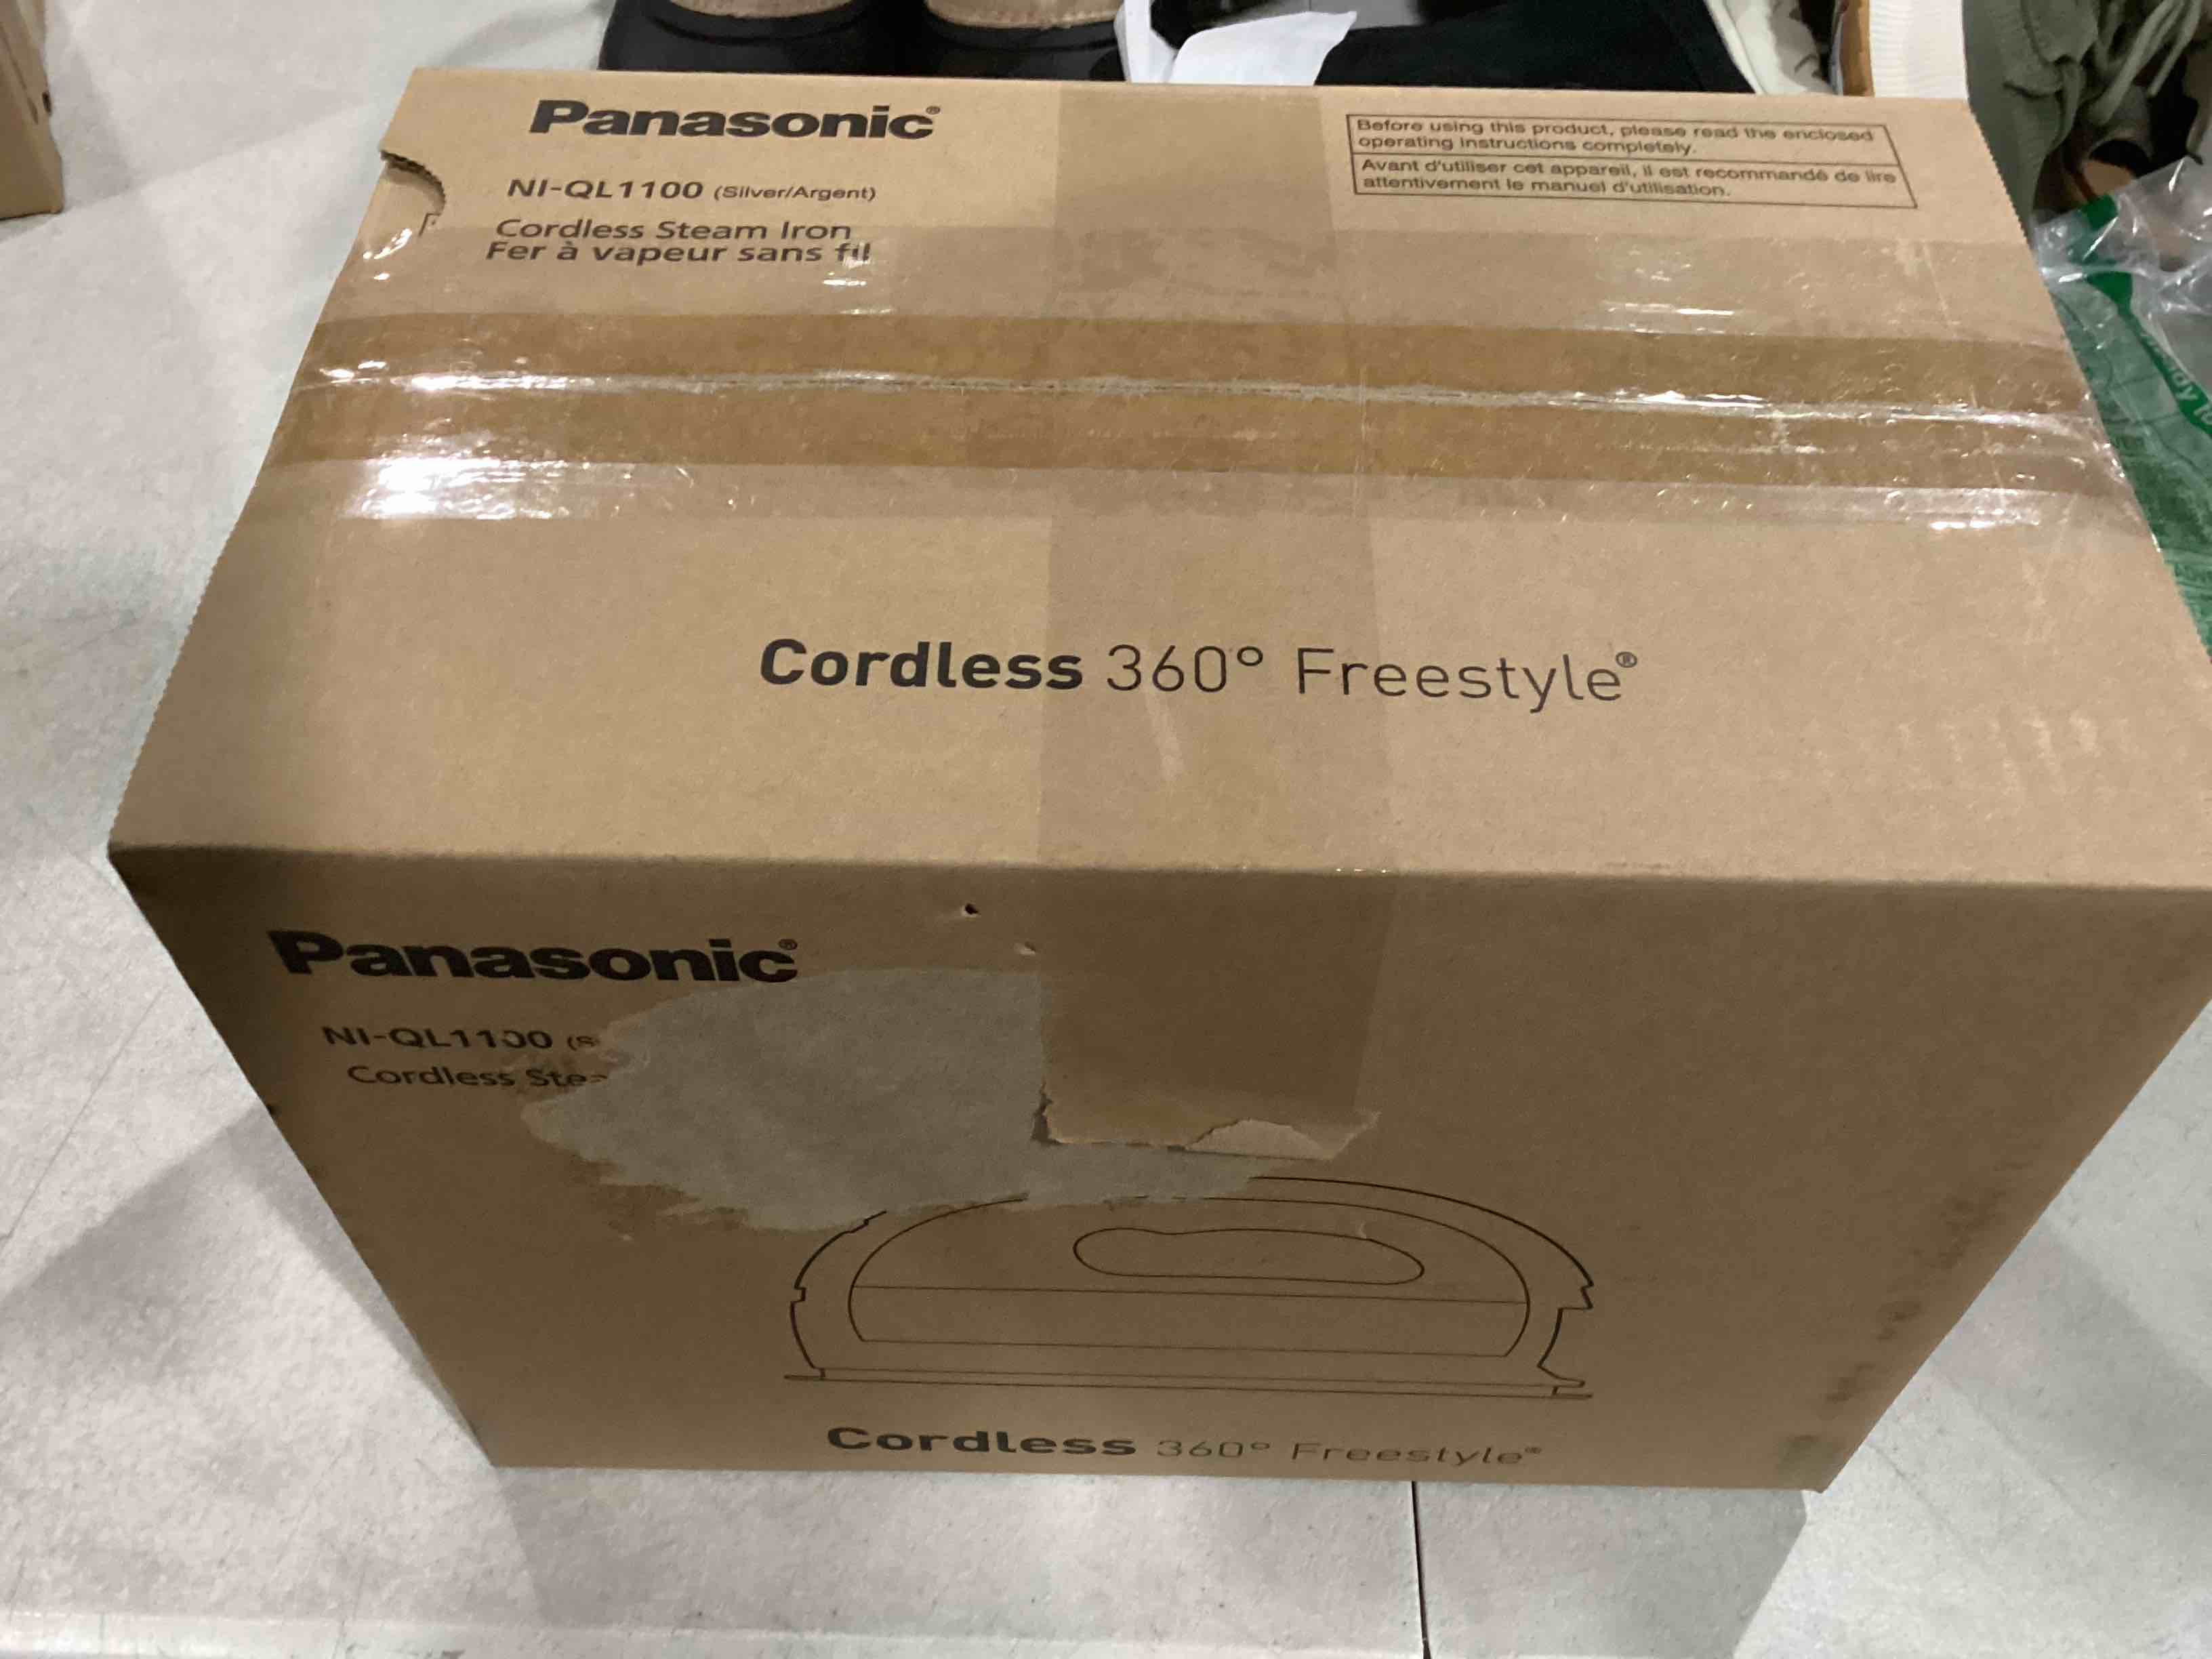 Panasonic®
NI-QL1100 (Silver/Argent)
Cordless Steam Iron
Fer à vapeur sans fil
Before using this product, please read the enclosed
operating instructions completely.
Avant d'utiliser cet appareil, il est recommandé de lire
attentivement le manuel d'utilisation.
Cordless 360° Freestyle®
Panasonic®
NI-QL1100 (S
Cordless Ste
Cordless 360° Freestyle®